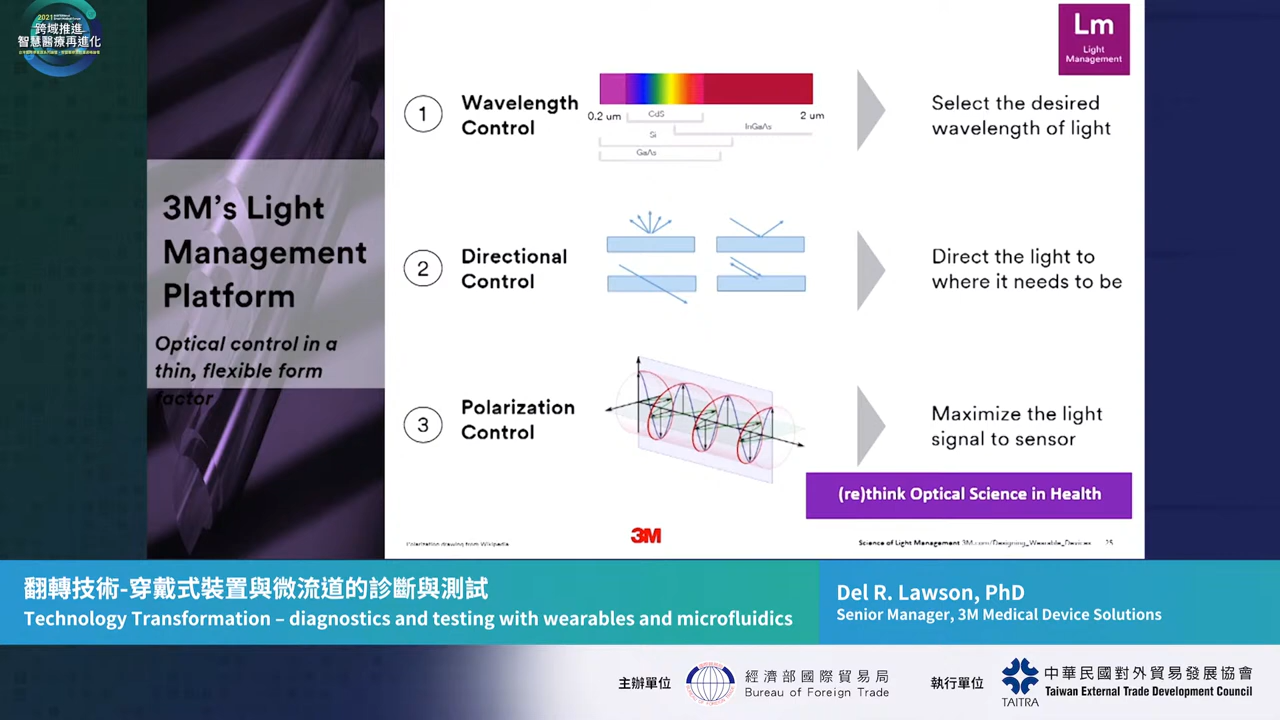 2021
跨域推進
智慧醫療再進化
Lm
Light
Management
3M's Light
Management
Platform
Optical control in a
thin, flexible form
factor
1
Wavelength
Control
0.2 um
2 um
CdS
InGaAs
Si
GaAs
Select the desired
wavelength of light
2
Directional
Control
Direct the light to
where it needs to be
3
Polarization
Control
Maximize the light
signal to sensor
(re)think Optical Science in Health
Polarization drawing from Wikipedia
3M
Science of Light Management 3M.com/Designing_Wearable_Devices
25
翻轉技術-穿戴式裝置與微流道的診斷與測試
Technology Transformation – diagnostics and testing with wearables and microfluidics
Del R. Lawson, PhD
Senior Manager, 3M Medical Device Solutions
主辦單位
經濟部國際貿易局
Bureau of Foreign Trade
執行單位
TAITRA
中華民國對外貿易發展協會
Taiwan External Trade Development Council